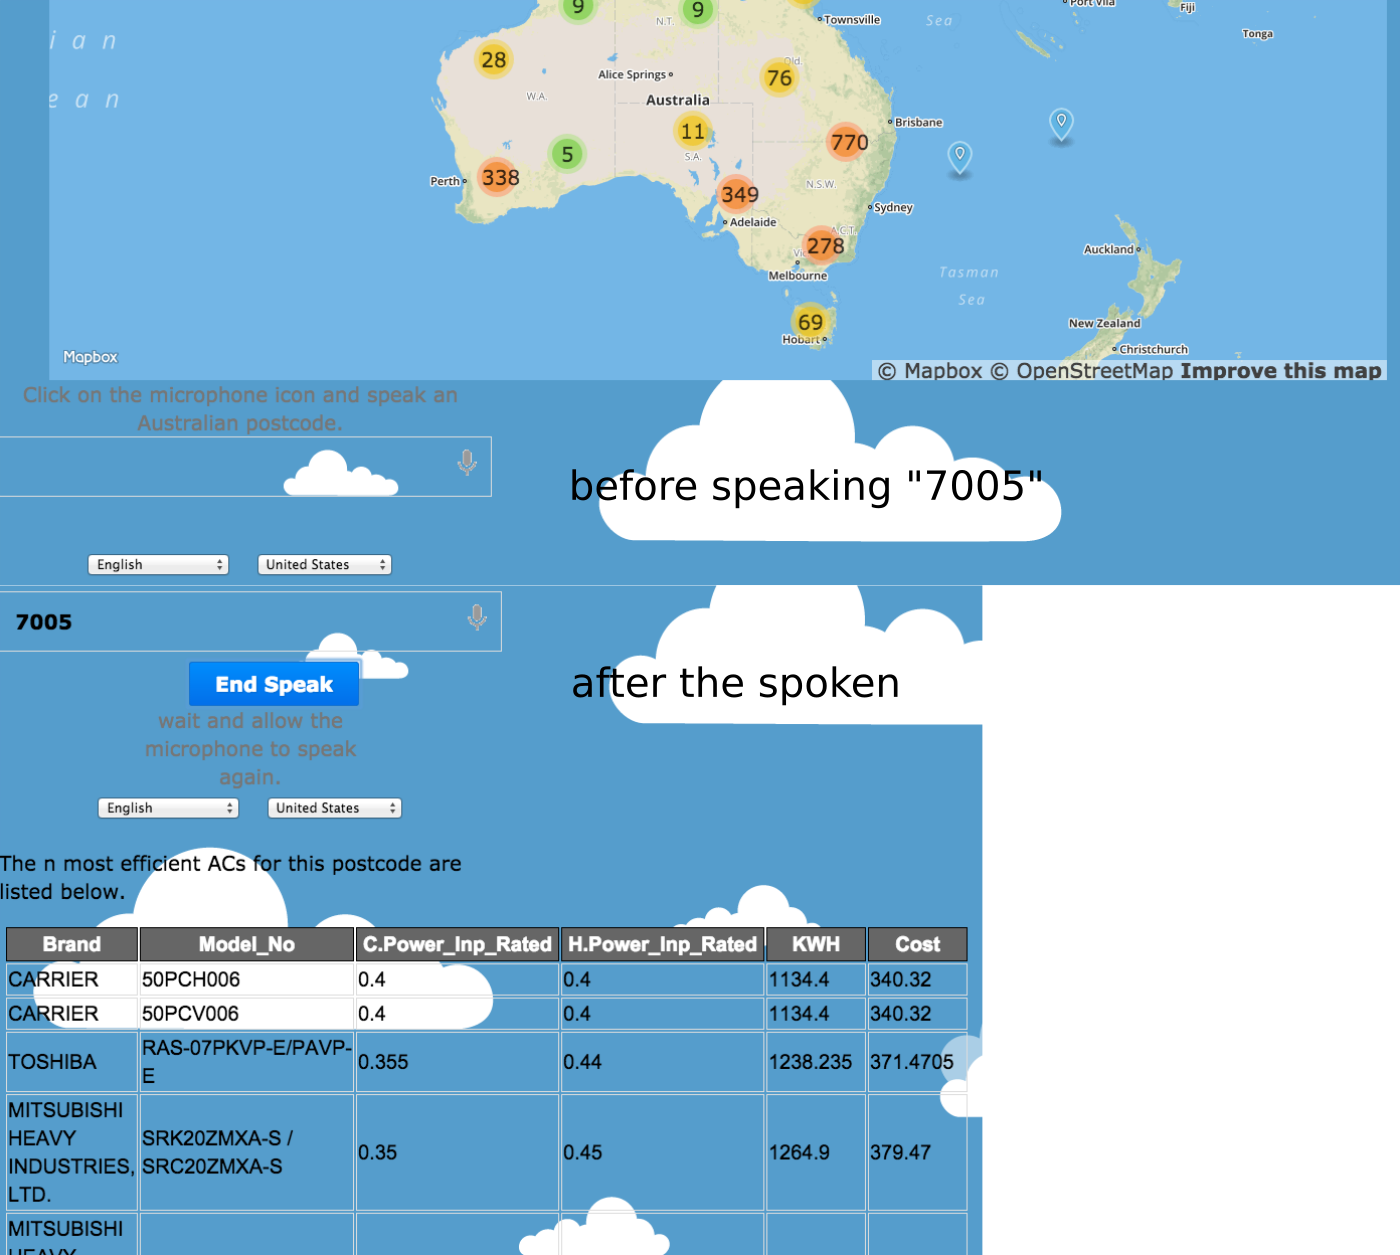 9
9
N.T.
Townsville
Sea
Port Vila
Fiji
Tonga
i a n
e a n
28
Alice Springs
Qld.
76
W.A.
Australia
11
S.A.
Brisbane
770
5
338
Perth
349
N.S.W.
Adelaide
Sydney
A.C.T.
278
Melbourne
Tasman
Sea
Auckland
69
Hobart
New Zealand
Christchurch
Mapbox
© Mapbox © OpenStreetMap Improve this map
Click on the microphone icon and speak an
Australian postcode.
before speaking "7005"
English United States
7005
End Speak
after the spoken
wait and allow the
microphone to speak
again.
English United States
The n most efficient ACs for this postcode are
listed below.
Brand Model_No C.Power_Inp_Rated H.Power_Inp_Rated KWH Cost
CARRIER 50PCH006 0.4 0.4 1134.4 340.32
CARRIER 50PCV006 0.4 0.4 1134.4 340.32
TOSHIBA RAS-07PKVP-E/PAVP-
E 0.355 0.44 1238.235 371.4705
MITSUBISHI
HEAVY
INDUSTRIES,
LTD.
SRK20ZMXA-S /
SRC20ZMXA-S
0.35 0.45 1264.9 379.47
MITSUBISHI
HEAVY